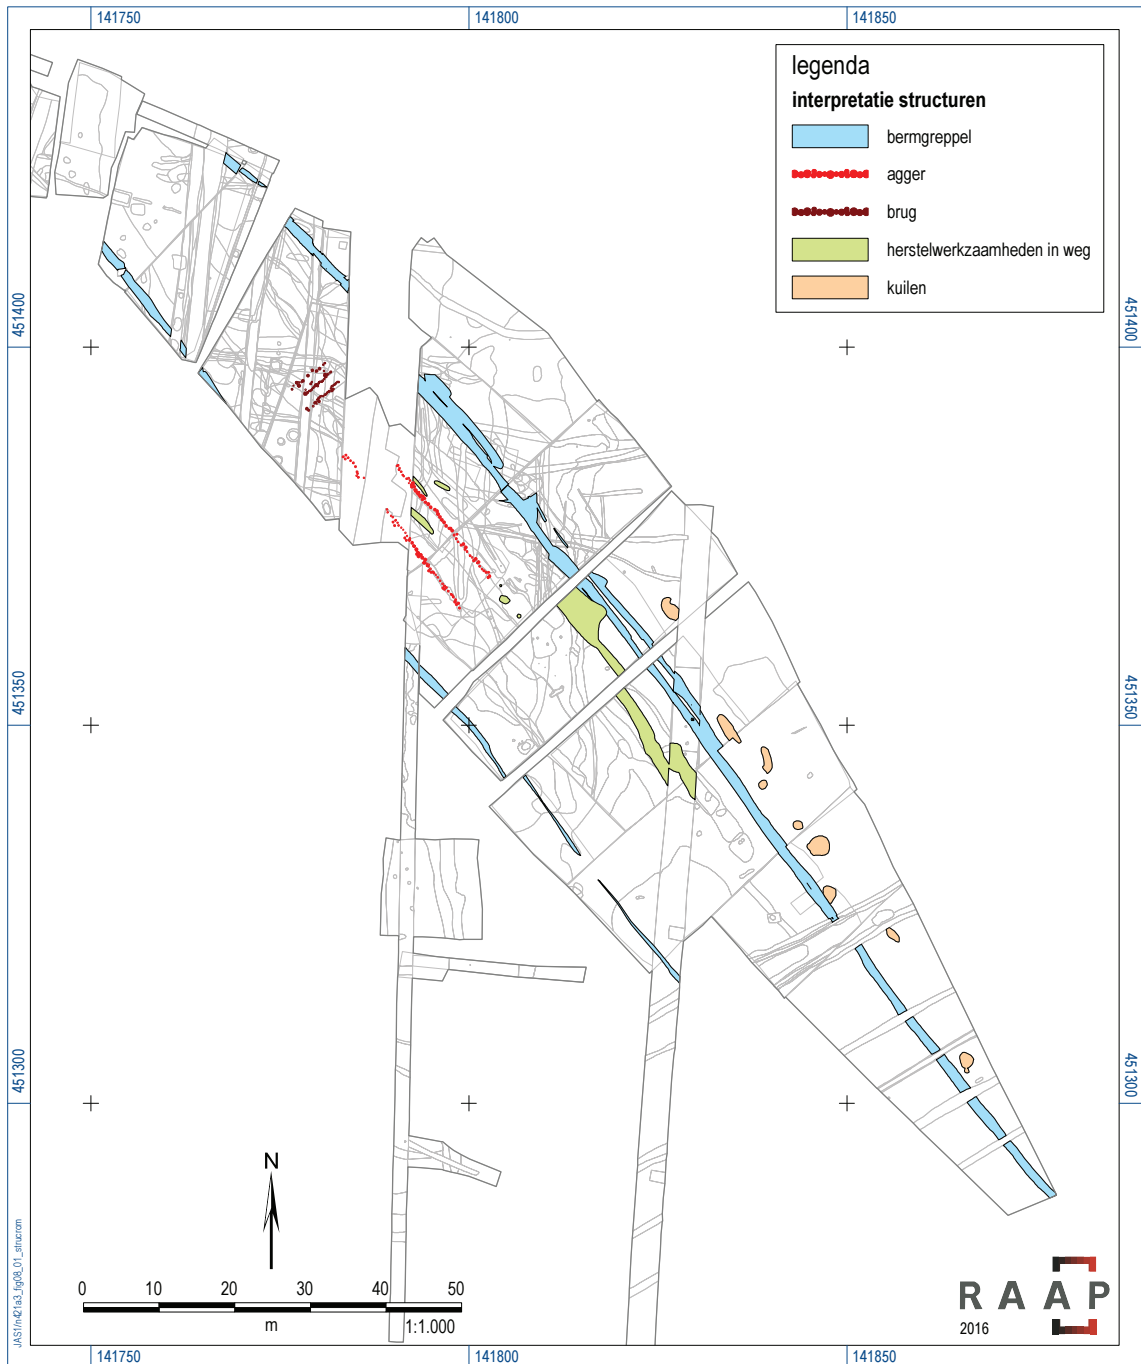 141750
141800
141850
legenda
interpretatie structuren
bermgreppel
agger
brug
herstelwerkzaamheden in weg
kuilen
451400
451400
451350
451350
451300
451300
N
0 10 20 30 40 50
m 1:1.000
JAS1/n421a3_fig08_01_strucrom
RAAP
2016
141750
141800
141850